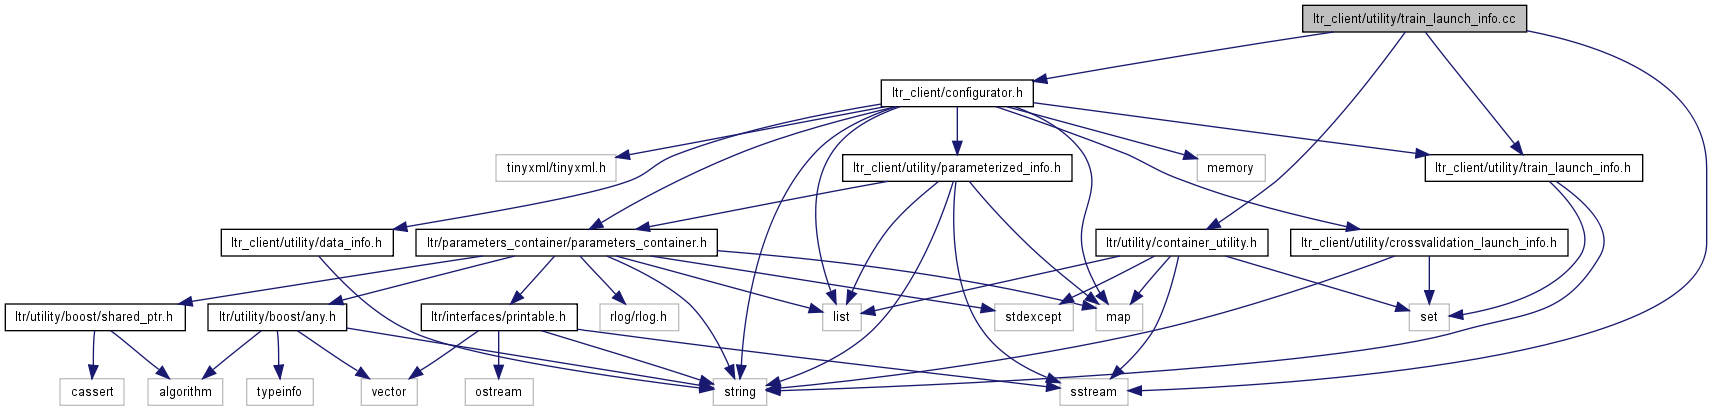 ltr_client/utility/train_launch_info.cc
ltr_client/configurator.h
tinyxml/tinyxml.h
ltr_client/utility/parameterized_info.h
memory
ltr_client/utility/train_launch_info.h
ltr_client/utility/data_info.h
ltr/parameters_container/parameters_container.h
ltr/utility/container_utility.h
ltr_client/utility/crossvalidation_launch_info.h
ltr/utility/boost/shared_ptr.h
ltr/utility/boost/any.h
ltr/interfaces/printable.h
rlog/rlog.h
list
stdexcept
map
set
cassert
algorithm
typeinfo
vector
ostream
string
sstream